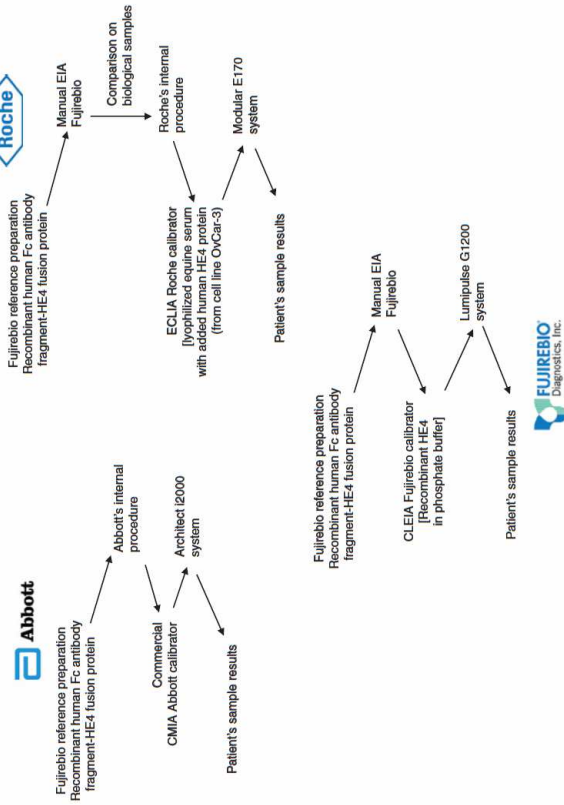 Abbott
Fujirebio reference preparation
Recombinant human Fc antibody
fragment-HE4 fusion protein
Abbott's internal
procedure
Commercial
CMIA Abbott calibrator
Architect i2000
system
Patient's sample results
Roche
Fujirebio reference preparation
Recombinant human Fc antibody
fragment-HE4 fusion protein
Manual EIA
Fujirebio
Comparison on
biological samples
Roche's internal
procedure
ECLIA Roche calibrator
[lyophilized equine serum
with added human HE4 protein
(from cell line OvCar-3)
Modular E170
system
Patient's sample results
Fujirebio reference preparation
Recombinant human Fc antibody
fragment-HE4 fusion protein
Manual EIA
Fujirebio
CLEIA Fujirebio calibrator
[Recombinant HE4
in phosphate buffer]
Lumipulse G1200
system
Patient's sample results
FUJIREBIO
Diagnostics, Inc.